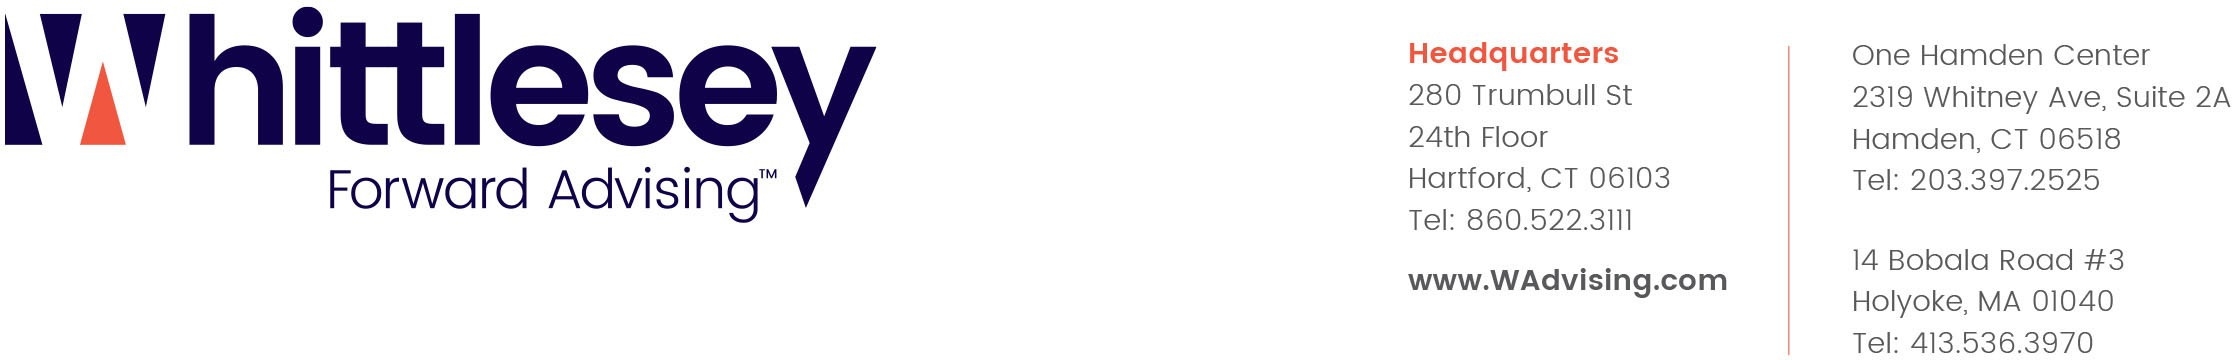 Whittlesey
Forward Advising™
Headquarters
280 Trumbull St
24th Floor
Hartford, CT 06103
Tel: 860.522.3111
www.WAdvising.com
One Hamden Center
2319 Whitney Ave, Suite 2A
Hamden, CT 06518
Tel: 203.397.2525
14 Bobala Road #3
Holyoke, MA 01040
Tel: 413.536.3970